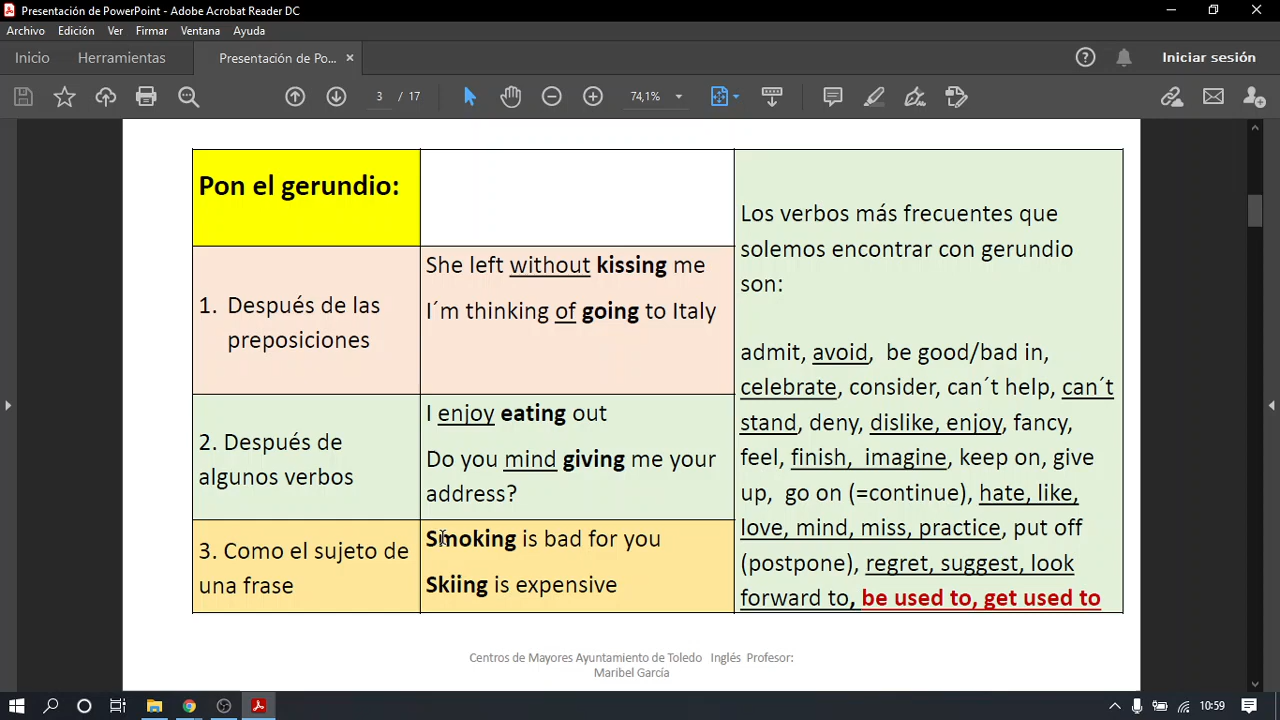 Presentación de PowerPoint - Adobe Acrobat Reader DC
Archivo Edición Ver Firmar Ventana Ayuda
Inicio Herramientas Presentación de Po... × Iniciar sesión
3 / 17 74,1%
Pon el gerundio:
1. Después de las
preposiciones
She left without kissing me
I´m thinking of going to Italy
2. Después de
algunos verbos
I enjoy eating out
Do you mind giving me your
address?
3. Como el sujeto de
una frase
Smoking is bad for you
Skiing is expensive
Los verbos más frecuentes que
solemos encontrar con gerundio
son:
admit, avoid, be good/bad in,
celebrate, consider, can´t help, can´t
stand, deny, dislike, enjoy, fancy,
feel, finish, imagine, keep on, give
up, go on (=continue), hate, like,
love, mind, miss, practice, put off
(postpone), regret, suggest, look
forward to, be used to, get used to
Centros de Mayores Ayuntamiento de Toledo Inglés Profesor:
Maribel García
10:59